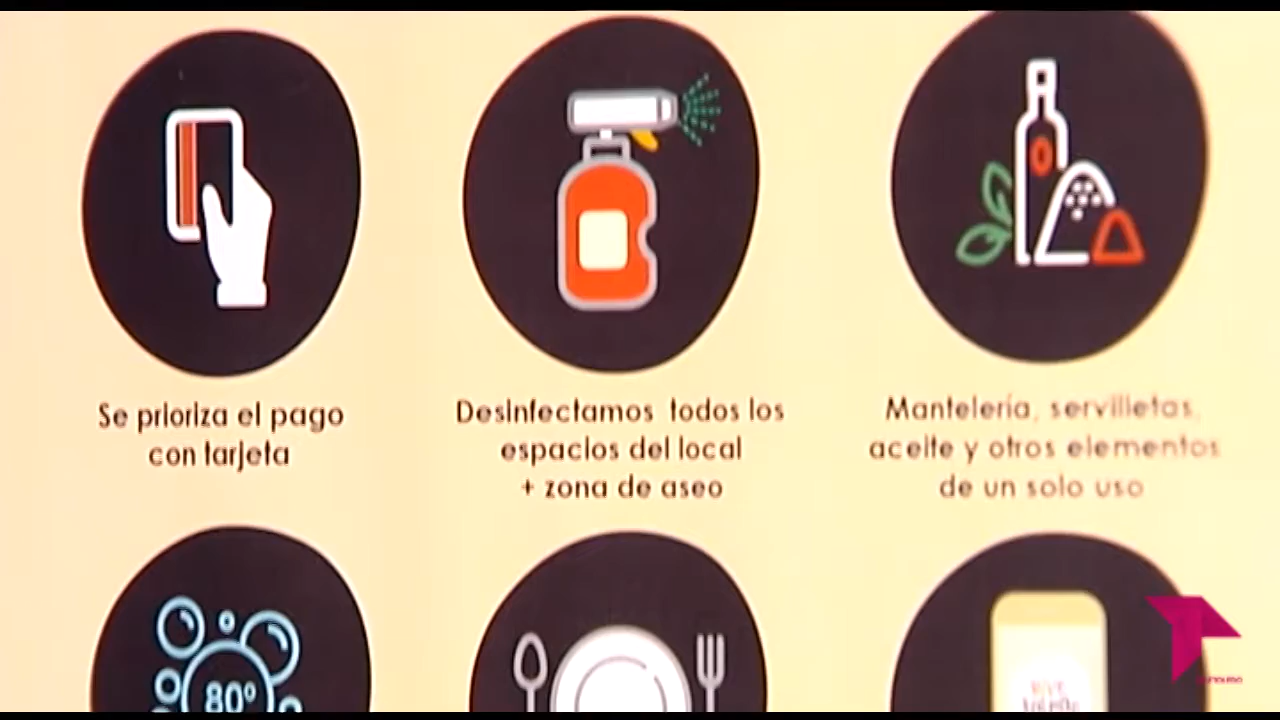 Se prioriza el pago
con tarjeta
Desinfectamos todos los
espacios del local
+ zona de aseo
Mantelería, servilletas,
aceite y otros elementos
de un solo uso
80º